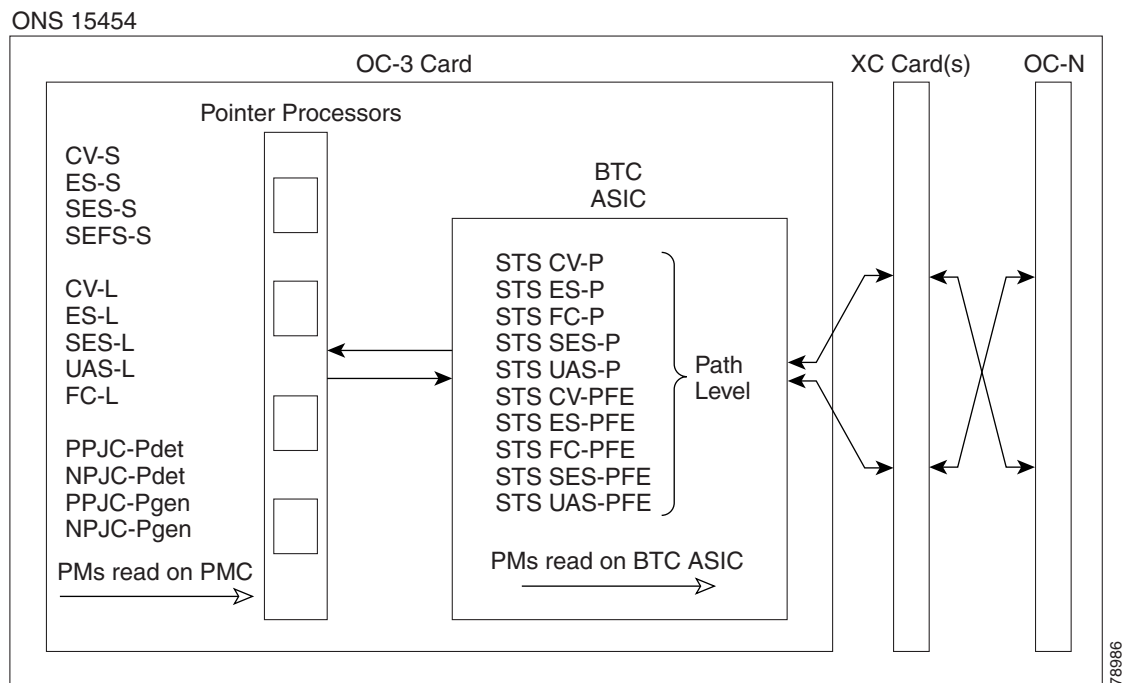 ONS 15454
OC-3 Card
XC Card(s)
OC-N
Pointer Processors
CV-S
ES-S
SES-S
SEFS-S
CV-L
ES-L
SES-L
UAS-L
FC-L
PPJC-Pdet
NPJC-Pdet
PPJC-Pgen
NPJC-Pgen
PMs read on PMC
BTC
ASIC
STS CV-P
STS ES-P
STS FC-P
STS SES-P
STS UAS-P
STS CV-PFE
STS ES-PFE
STS FC-PFE
STS SES-PFE
STS UAS-PFE
Path
Level
PMs read on BTC ASIC
78986